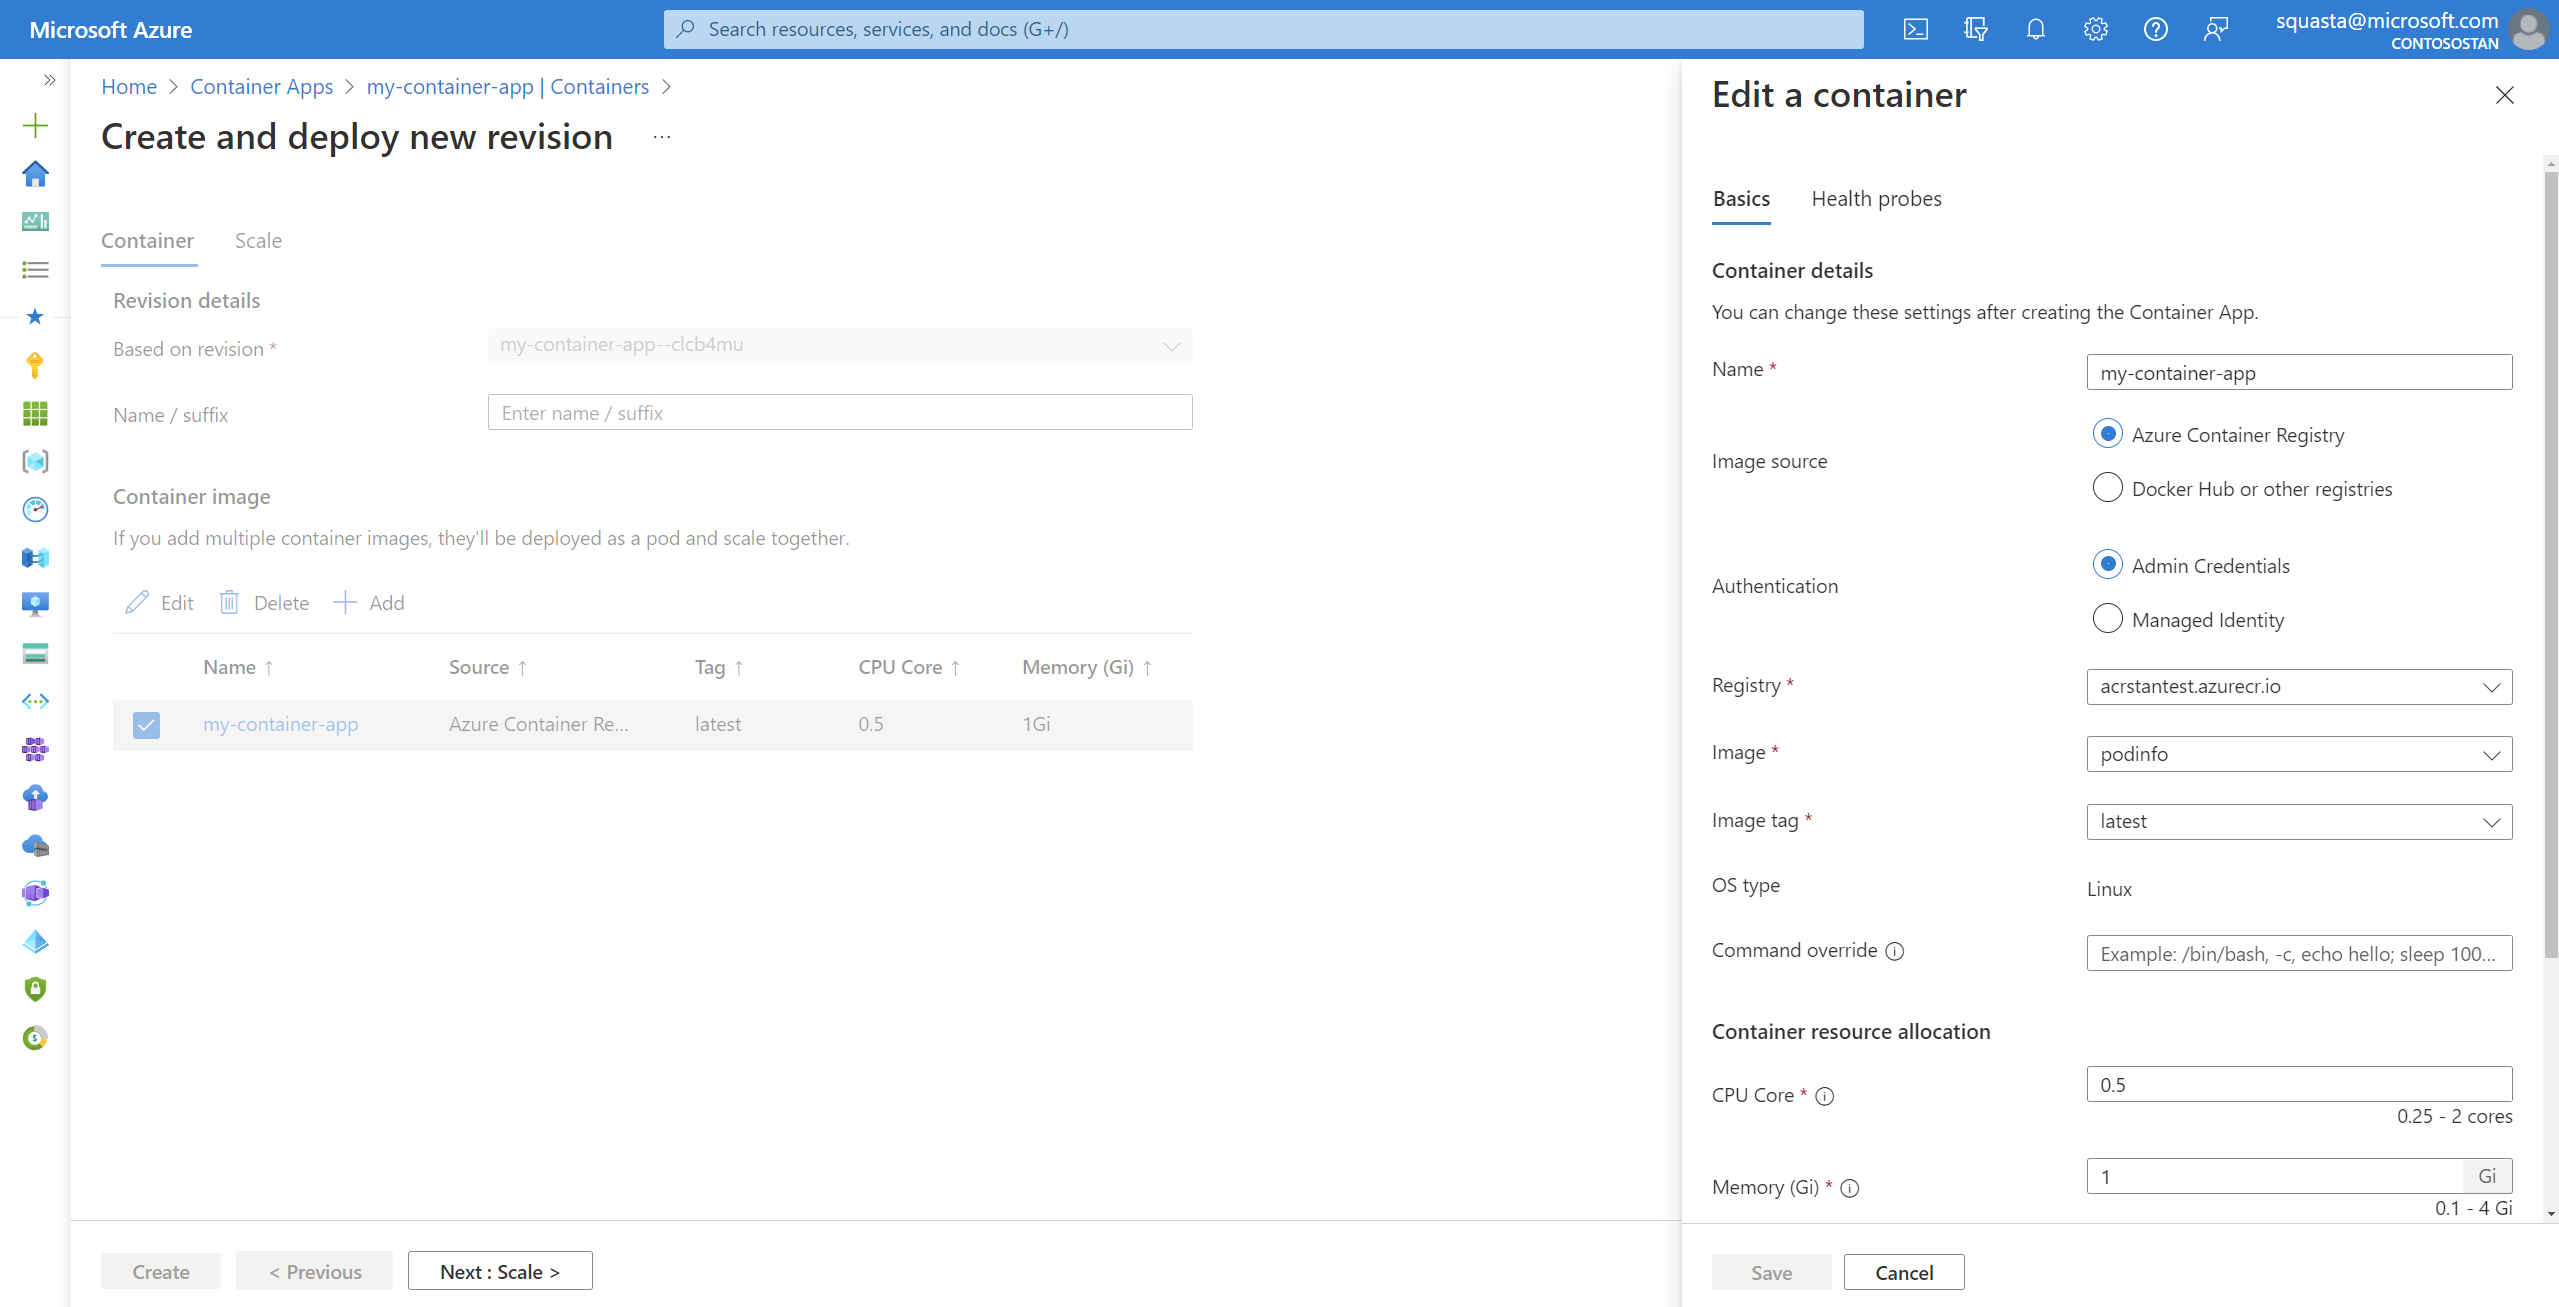 Microsoft Azure
Search resources, services, and docs (G+/)
squasta@microsoft.com
CONTOSOSTAN
Home > Container Apps > my-container-app | Containers >
Create and deploy new revision ...
Container
Scale
Revision details
Based on revision *
my-container-app--clcb4mu
Name / suffix
Enter name / suffix
Container image
If you add multiple container images, they'll be deployed as a pod and scale together.
Edit
Delete
Add
Name ↑ Source ↑ Tag ↑ CPU Core ↑ Memory (Gi) ↑
my-container-app Azure Container Re... latest 0.5 1Gi
Create
< Previous
Next : Scale >
Edit a container
Basics
Health probes
Container details
You can change these settings after creating the Container App.
Name *
my-container-app
Image source
Azure Container Registry
Docker Hub or other registries
Authentication
Admin Credentials
Managed Identity
Registry *
acrstantest.azurecr.io
Image *
podinfo
Image tag *
latest
OS type
Linux
Command override
Example: /bin/bash, -c, echo hello; sleep 100...
Container resource allocation
CPU Core *
0.5
0.25 - 2 cores
Memory (Gi) *
1
Gi
0.1 - 4 Gi
Save
Cancel